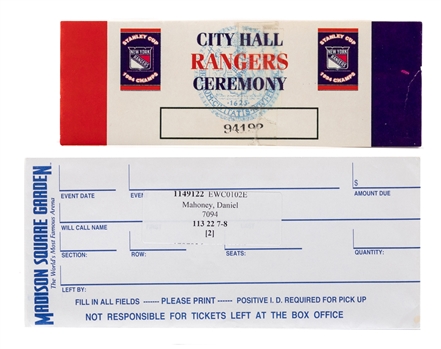 STANLEY CUP
NEW YORK
1994 CHAMPS
CITY HALL
RANGERS
CEREMONY
STANLEY CUP
NEW YORK
1994 CHAMPS
·1625·
94192
MADISON SQUARE GARDEN
The World's Most Famous Arena
$
EVENT DATE
EVE
AMOUNT DUE
1149122 EWC0102E
Mahoney, Daniel
7094
113 22 7-8
[2]
WILL CALL NAME
SECTION:
ROW:
SEATS:
QUANTITY:
LEFT BY:
FILL IN ALL FIELDS ------ PLEASE PRINT ------ POSITIVE I.D. REQUIRED FOR PICK UP
NOT RESPONSIBLE FOR TICKETS LEFT AT THE BOX OFFICE